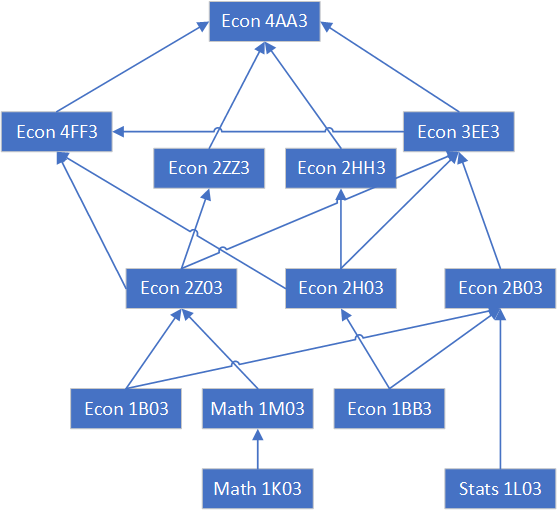 Econ 4AA3
Econ 4FF3
Econ 3EE3
Econ 2ZZ3
Econ 2HH3
Econ 2Z03
Econ 2H03
Econ 2B03
Econ 1B03
Math 1M03
Econ 1BB3
Math 1K03
Stats 1L03